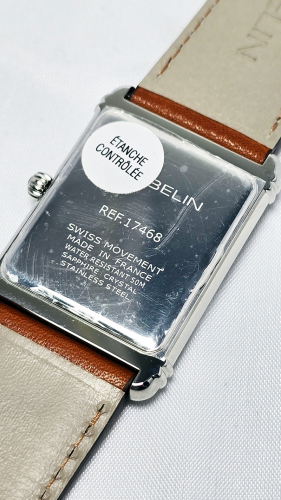 ÉTANCHE
CONTRÔLÉE
BELIN
REF.17468
SWISS MOVEMENT
MADE IN FRANCE
WATER RESISTANT 50M
SAPPHIRE CRYSTAL
STAINLESS STEEL